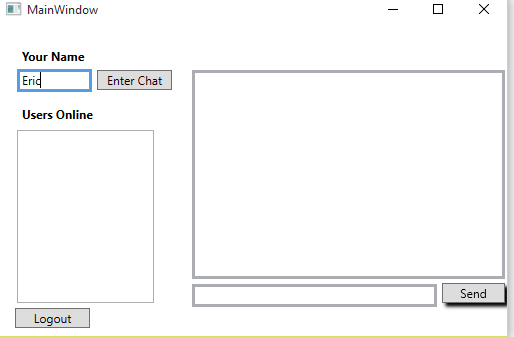 MainWindow
Your Name
Eric
Enter Chat
Users Online
Send
Logout